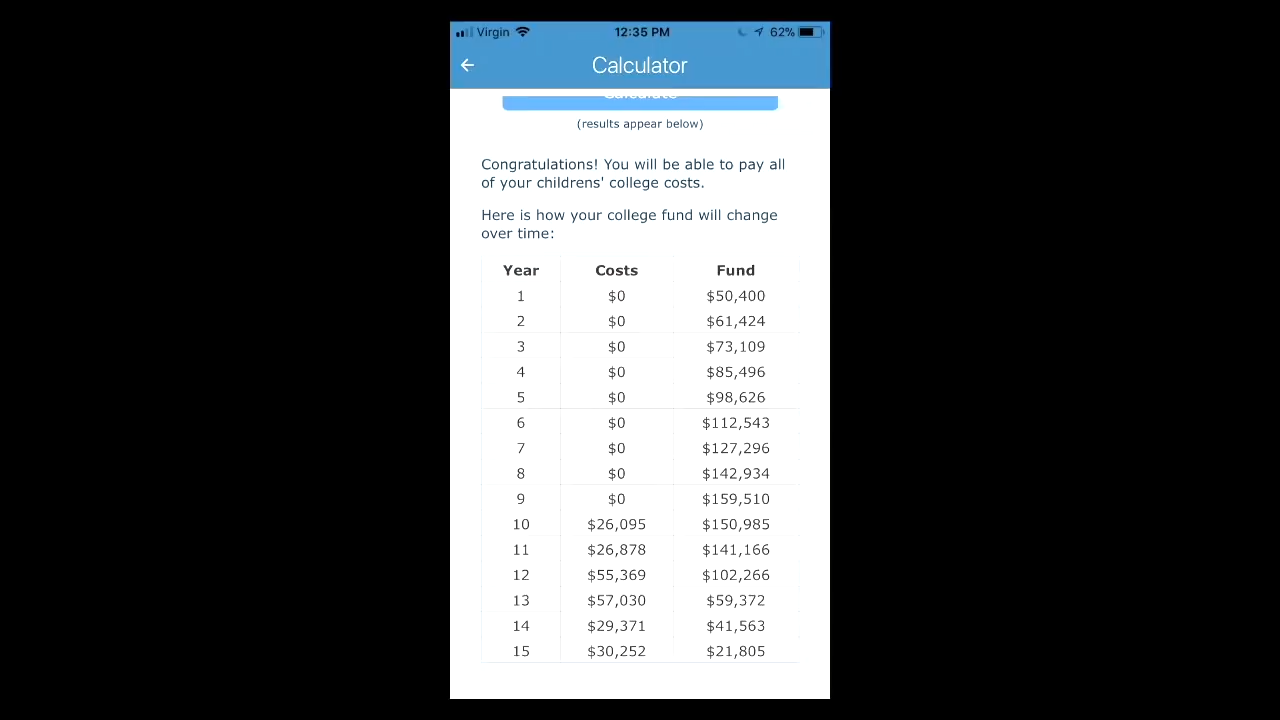 Virgin 12:35 PM 62%
Calculator
Calculate
(results appear below)
Congratulations! You will be able to pay all
of your childrens' college costs.
Here is how your college fund will change
over time:
Year Costs Fund
1 $0 $50,400
2 $0 $61,424
3 $0 $73,109
4 $0 $85,496
5 $0 $98,626
6 $0 $112,543
7 $0 $127,296
8 $0 $142,934
9 $0 $159,510
10 $26,095 $150,985
11 $26,878 $141,166
12 $55,369 $102,266
13 $57,030 $59,372
14 $29,371 $41,563
15 $30,252 $21,805